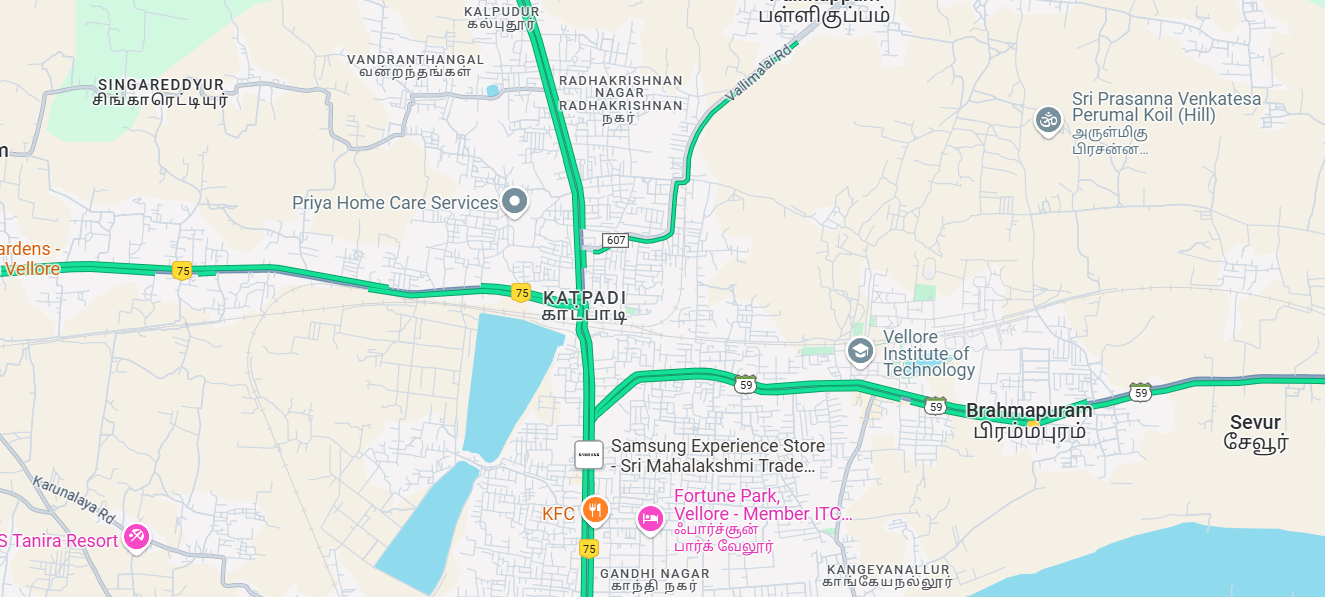 KALPUDUR
கல்புதூர்
பள்ளிகுப்பம்
VANDRANTHANGAL
வன்றந்தங்கள்
Vallimalai Rd
SINGAREDDYUR
சிங்காரெட்டியுர்
RADHAKRISHNAN
NAGAR
RADHAKRISHNAN
நகர்
Sri Prasanna Venkatesa
Perumal Koil (Hill)
அருள்மிகு
பிரசன்ன...
m
Priya Home Care Services
607
ardens -
Vellore
75
75
KATPADI
காட்பாடி
Vellore
Institute of
Technology
59
59
59
Brahmapuram
பிரம்மபுரம்
Sevur
சேவூர்
SAMSUNG
Samsung Experience Store
- Sri Mahalakshmi Trade...
Karunalaya Rd
Fortune Park,
Vellore - Member ITC...
ஃபார்ச்சூன்
பார்க் வேலூர்
KFC
S Tanira Resort
75
GANDHI NAGAR
காந்தி நகர்
KANGEYANALLUR
காங்கேயநல்லூர்